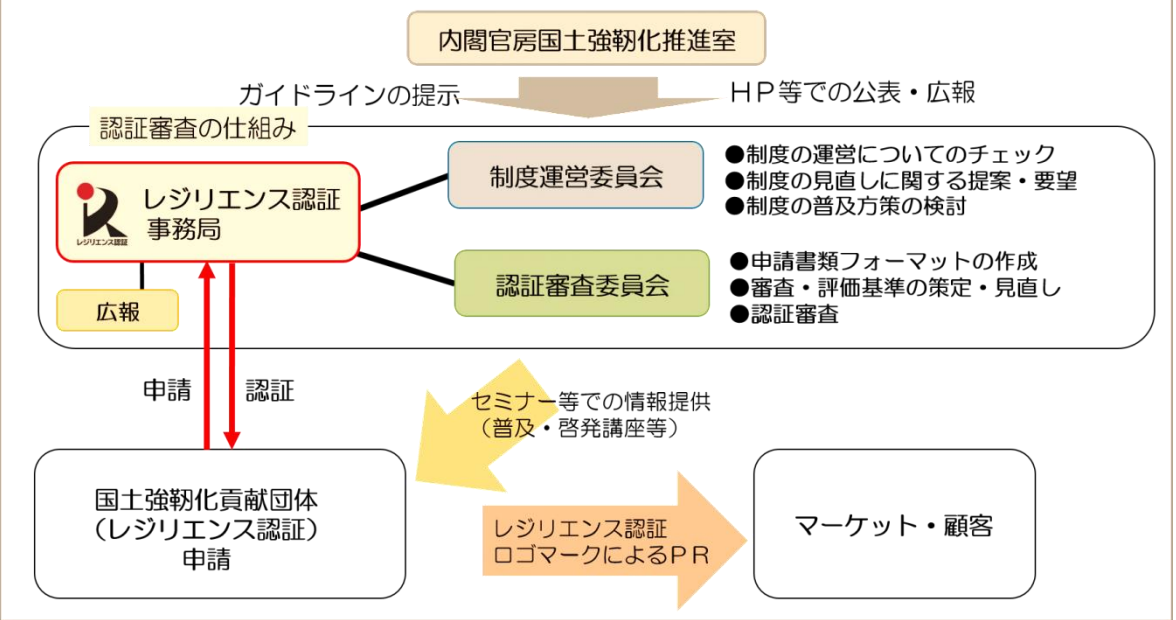 内閣官房国土強靱化推進室
ガイドラインの提示
HP等での公表・広報
認証審査の仕組み
レジリエンス認証
事務局
レジリエンス認証
広報
制度運営委員会
●制度の運営についてのチェック
●制度の見直しに関する提案・要望
●制度の普及方策の検討
認証審査委員会
●申請書類フォーマットの作成
●審査・評価基準の策定・見直し
●認証審査
申請
認証
セミナー等での情報提供
(普及・啓発講座等)
国土強靱化貢献団体
(レジリエンス認証)
申請
レジリエンス認証
ロゴマークによるPR
マーケット・顧客